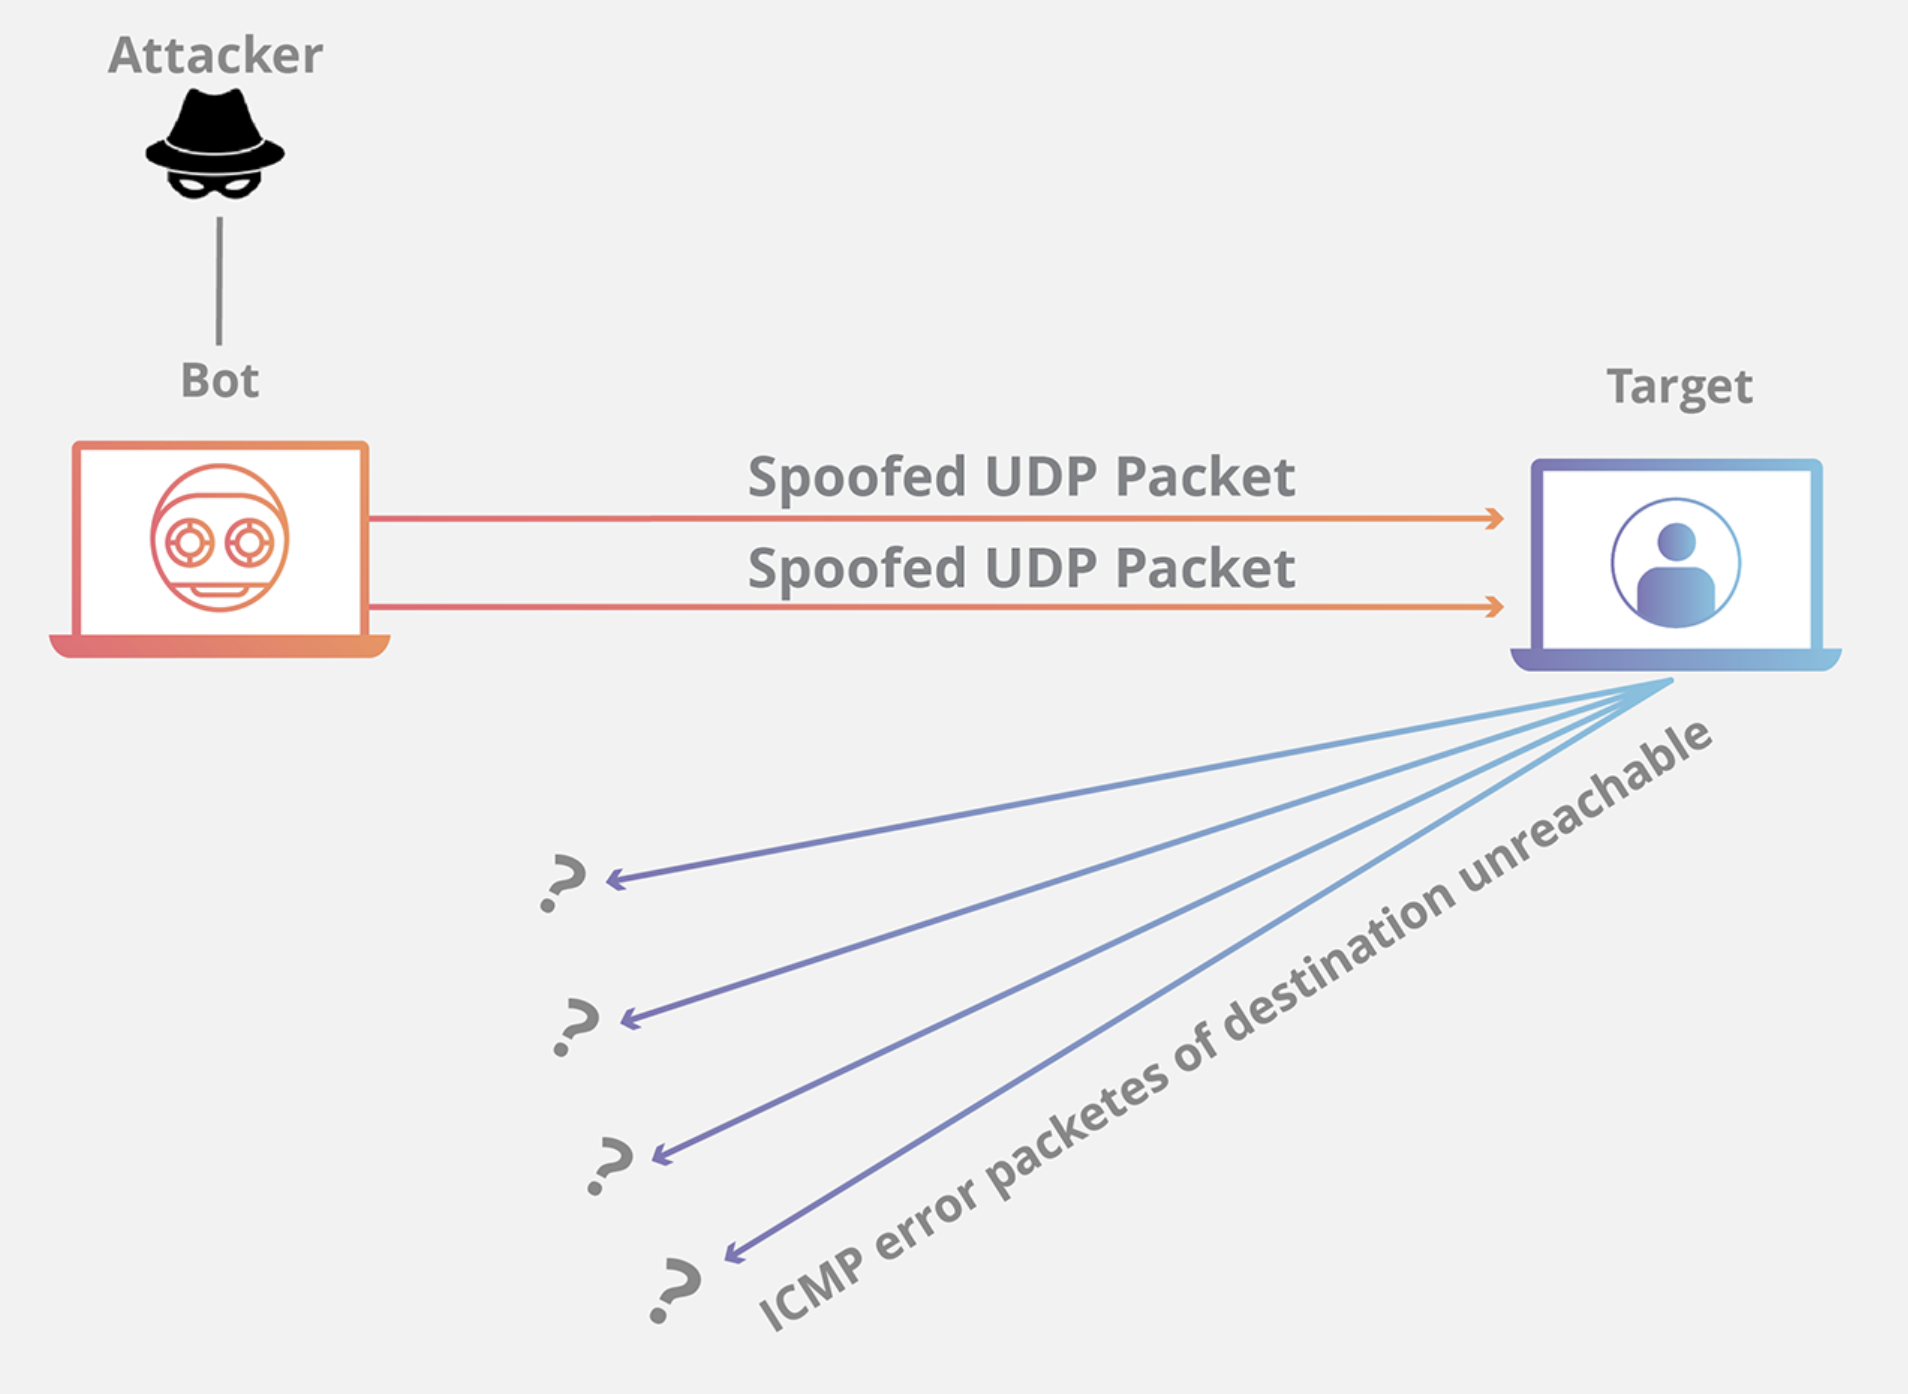 Attacker
Bot
Target
Spoofed UDP Packet
Spoofed UDP Packet
?
?
?
?
ICMP error packetes of destination unreachable